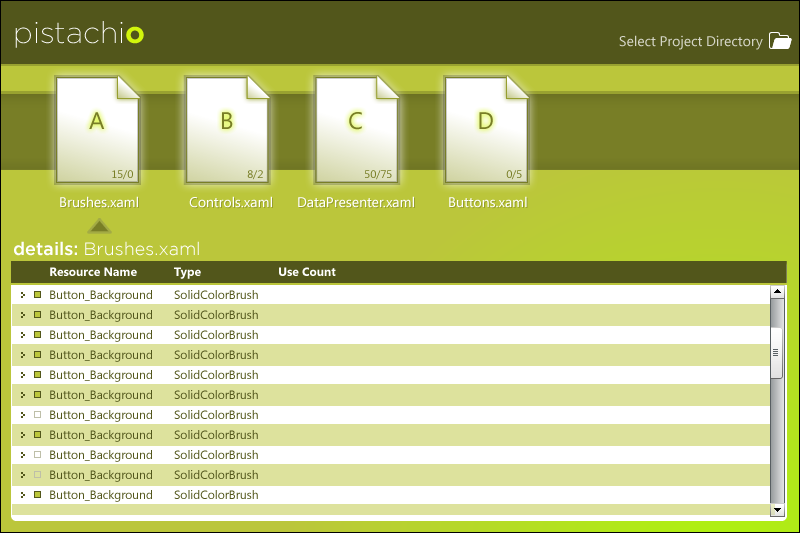 pistachio
Select Project Directory
A
B
C
D
15/0
8/2
50/75
0/5
Brushes.xaml
Controls.xaml
DataPresenter.xaml
Buttons.xaml
details: Brushes.xaml
Resource Name Type Use Count
Button_Background SolidColorBrush
Button_Background SolidColorBrush
Button_Background SolidColorBrush
Button_Background SolidColorBrush
Button_Background SolidColorBrush
Button_Background SolidColorBrush
Button_Background SolidColorBrush
Button_Background SolidColorBrush
Button_Background SolidColorBrush
Button_Background SolidColorBrush
Button_Background SolidColorBrush